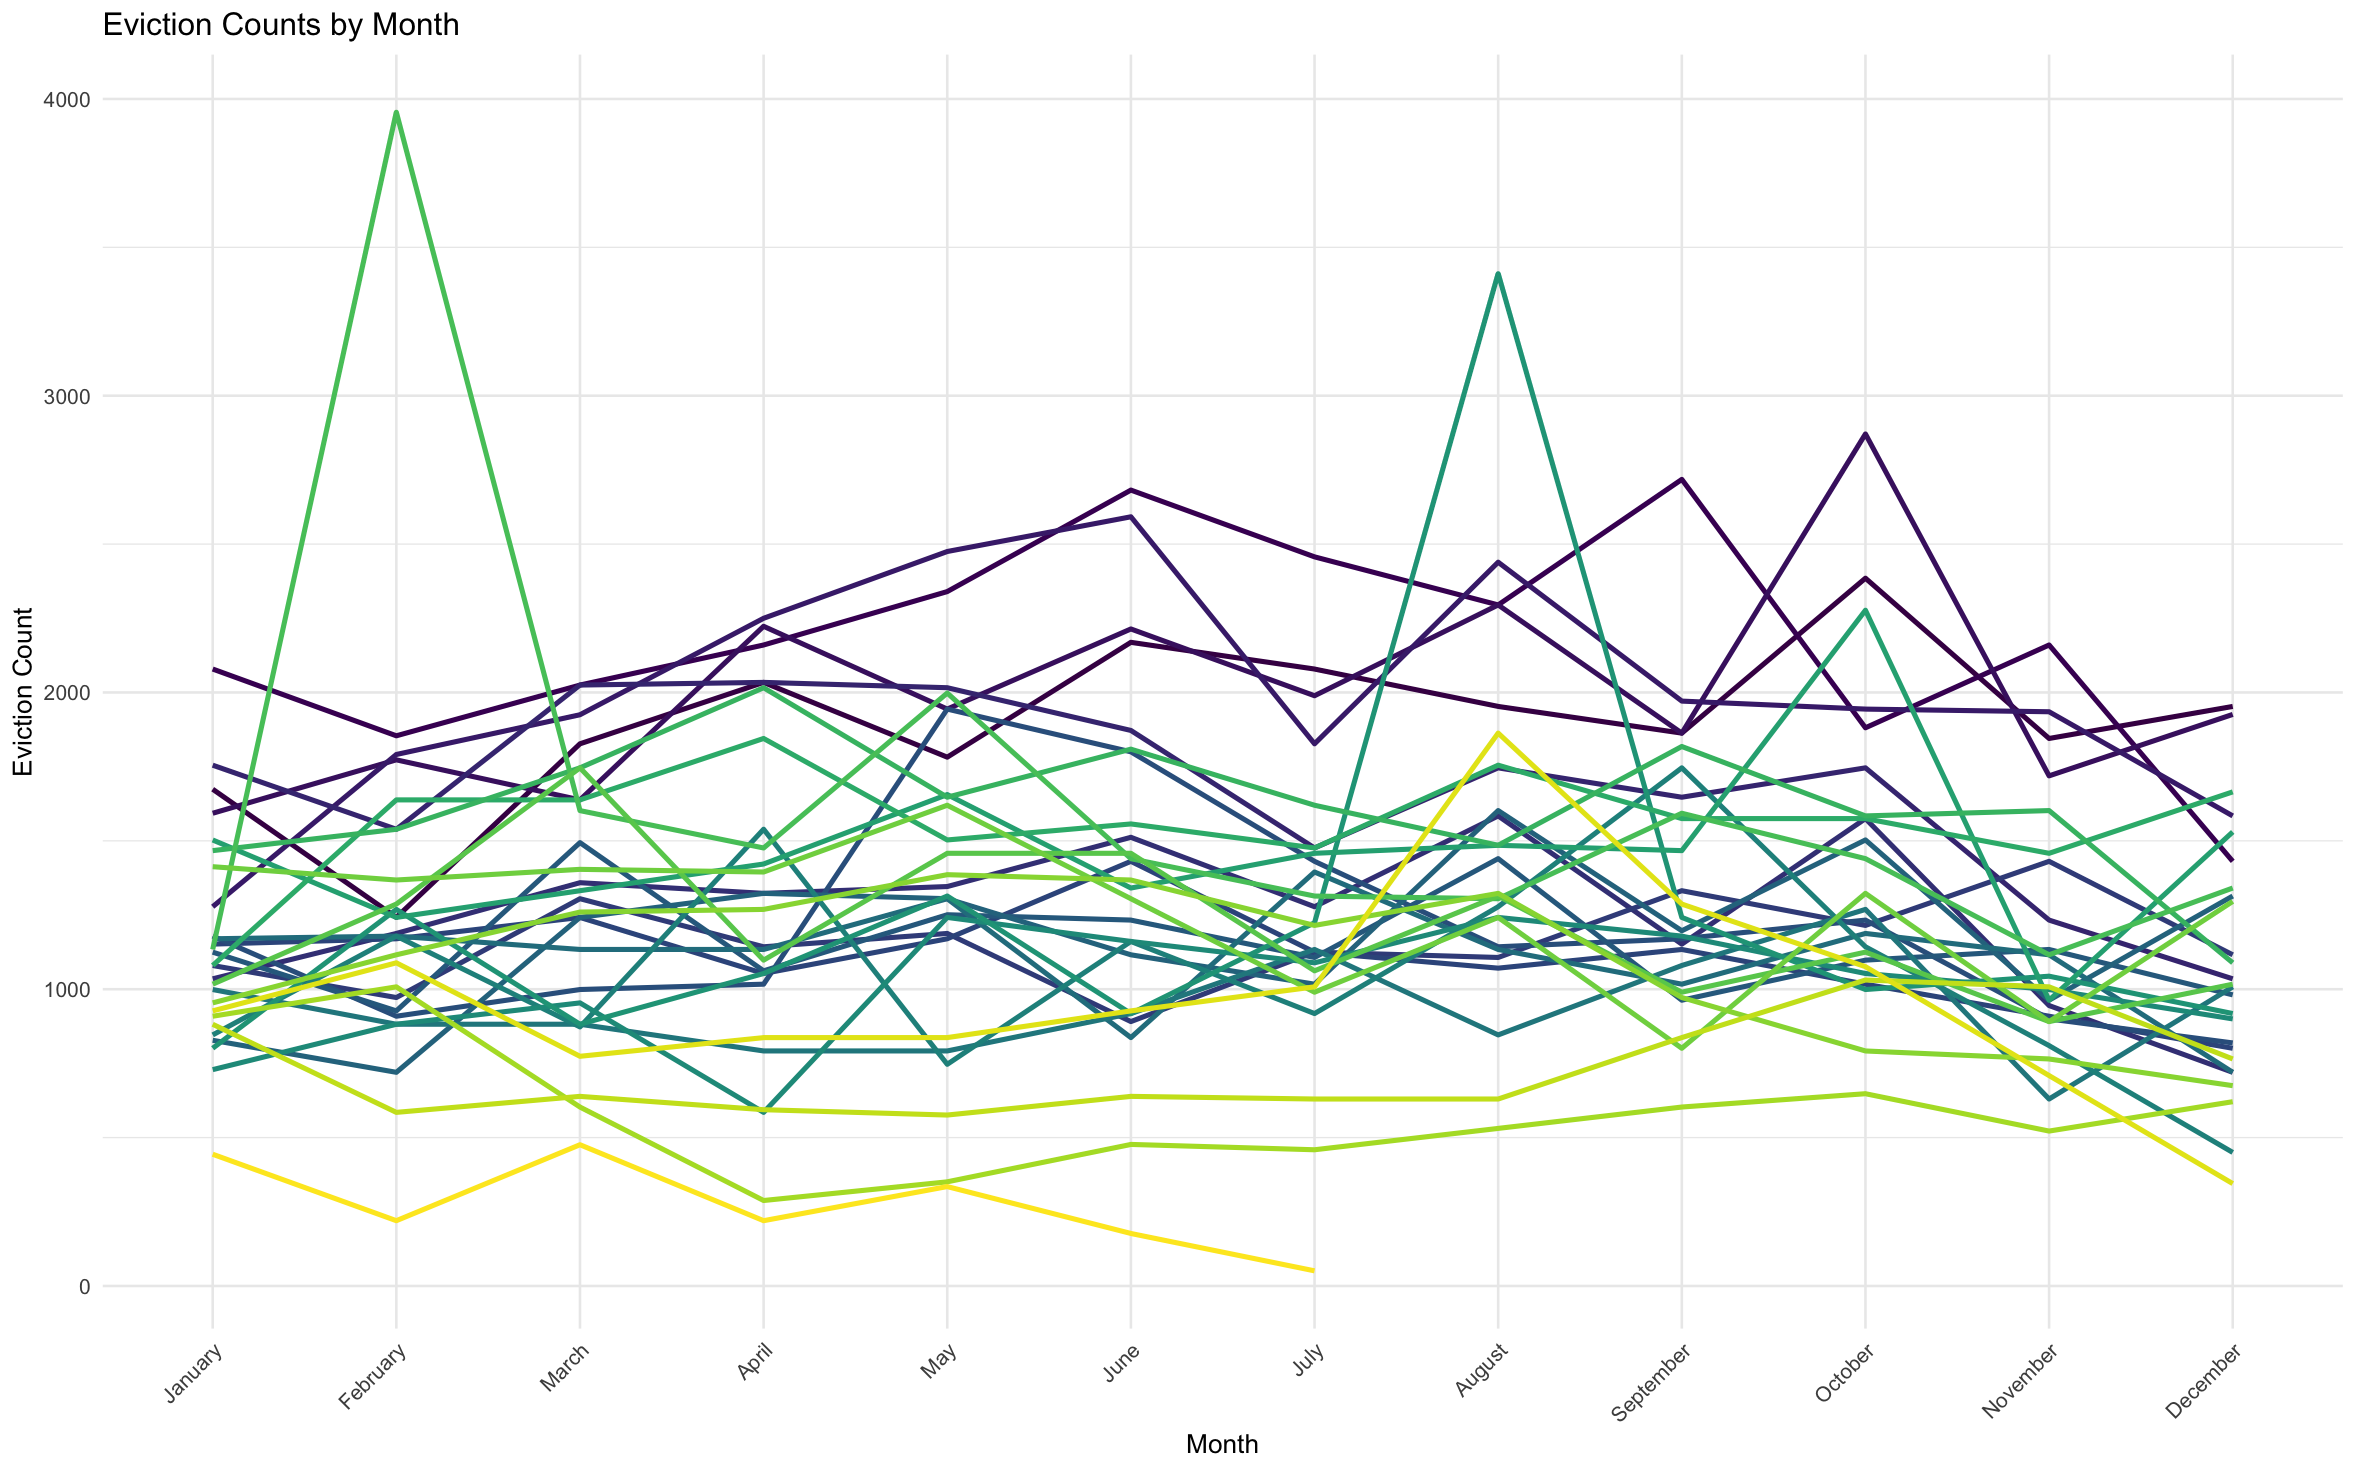 Eviction Counts by Month
Eviction Count
4000
3000
2000
1000
0
January
February
March
April
May
June
July
August
September
October
November
December
Month